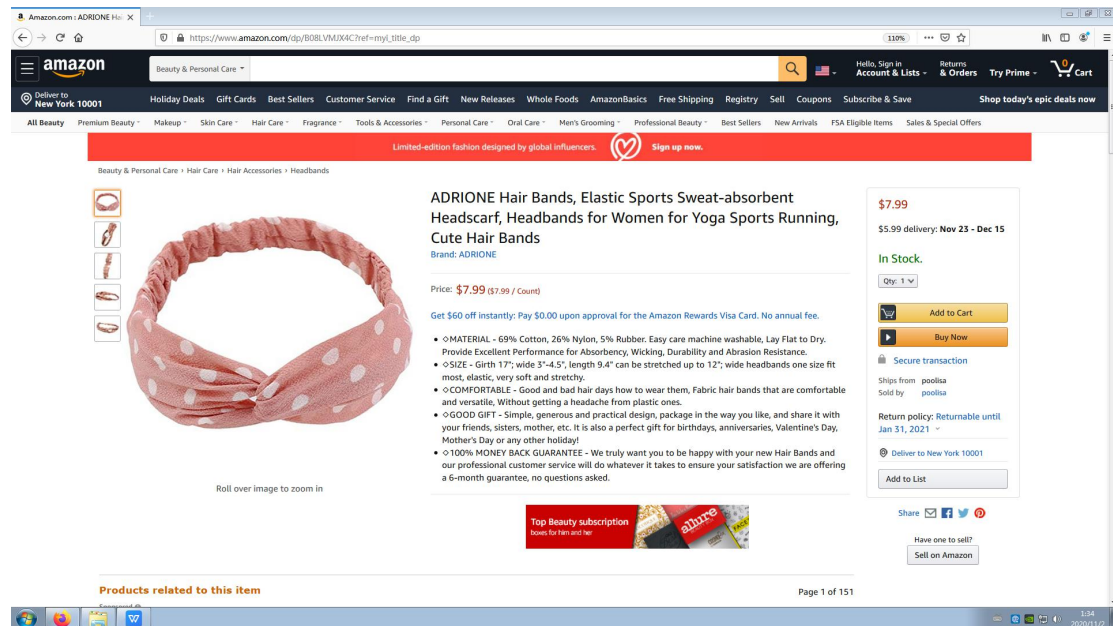 Amazon.com : ADRIONE Hai
https://www.amazon.com/dp/B08LVMJX4C?ref=myi_title_dp
110%
amazon
Beauty & Personal Care
Hello, Sign in
Account & Lists
Returns
& Orders
Try Prime
0
Cart
Deliver to
New York 10001
Holiday Deals Gift Cards Best Sellers Customer Service Find a Gift New Releases Whole Foods AmazonBasics Free Shipping Registry Sell Coupons Subscribe & Save
Shop today's epic deals now
All Beauty Premium Beauty Makeup Skin Care Hair Care Fragrance Tools & Accessories Personal Care Oral Care Men's Grooming Professional Beauty Best Sellers New Arrivals FSA Eligible Items Sales & Special Offers
Limited-edition fashion designed by global influencers. Sign up now.
Beauty & Personal Care › Hair Care › Hair Accessories › Headbands
ADRIONE Hair Bands, Elastic Sports Sweat-absorbent
Headscarf, Headbands for Women for Yoga Sports Running,
Cute Hair Bands
Brand: ADRIONE
Price: $7.99 ($7.99 / Count)
Get $60 off instantly: Pay $0.00 upon approval for the Amazon Rewards Visa Card. No annual fee.
• ◇MATERIAL - 69% Cotton, 26% Nylon, 5% Rubber. Easy care machine washable, Lay Flat to Dry.
Provide Excellent Performance for Absorbency, Wicking, Durability and Abrasion Resistance.
• ◇SIZE - Girth 17"; wide 3"-4.5", length 9.4" can be stretched up to 12"; wide headbands one size fit
most, elastic, very soft and stretchy.
• ◇COMFORTABLE - Good and bad hair days how to wear them, Fabric hair bands that are comfortable
and versatile, Without getting a headache from plastic ones.
• ◇GOOD GIFT - Simple, generous and practical design, package in the way you like, and share it with
your friends, sisters, mother, etc. It is also a perfect gift for birthdays, anniversaries, Valentine's Day,
Mother's Day or any other holiday!
• ◇100% MONEY BACK GUARANTEE - We truly want you to be happy with your new Hair Bands and
our professional customer service will do whatever it takes to ensure your satisfaction we are offering
a 6-month guarantee, no questions asked.
Roll over image to zoom in
Top Beauty subscription
boxes for him and her
allure
FACE
$7.99
$5.99 delivery: Nov 23 - Dec 15
In Stock.
Qty: 1
Add to Cart
Buy Now
Secure transaction
Ships from poolisa
Sold by poolisa
Return policy: Returnable until
Jan 31, 2021
Deliver to New York 10001
Add to List
Share
Have one to sell?
Sell on Amazon
Products related to this item
Page 1 of 151
1:34
2020/11/2